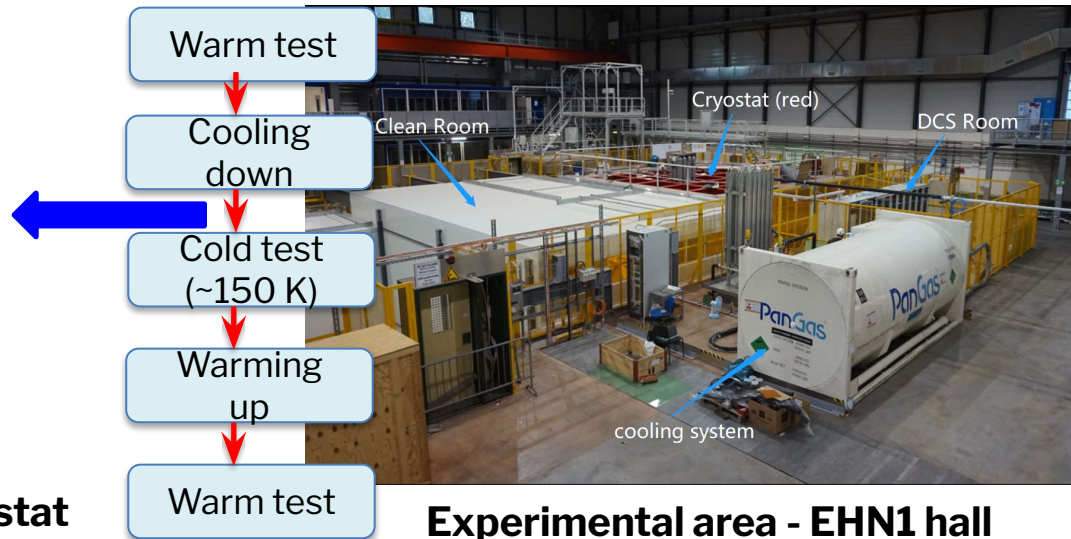 Warm test
Cooling
down
Cold test
(~150 K)
Warming
up
Warm test
stat
Clean Room
Cryostat (red)
DCS Room
PanGas
PanGas
cooling system
Experimental area - EHN1 hall